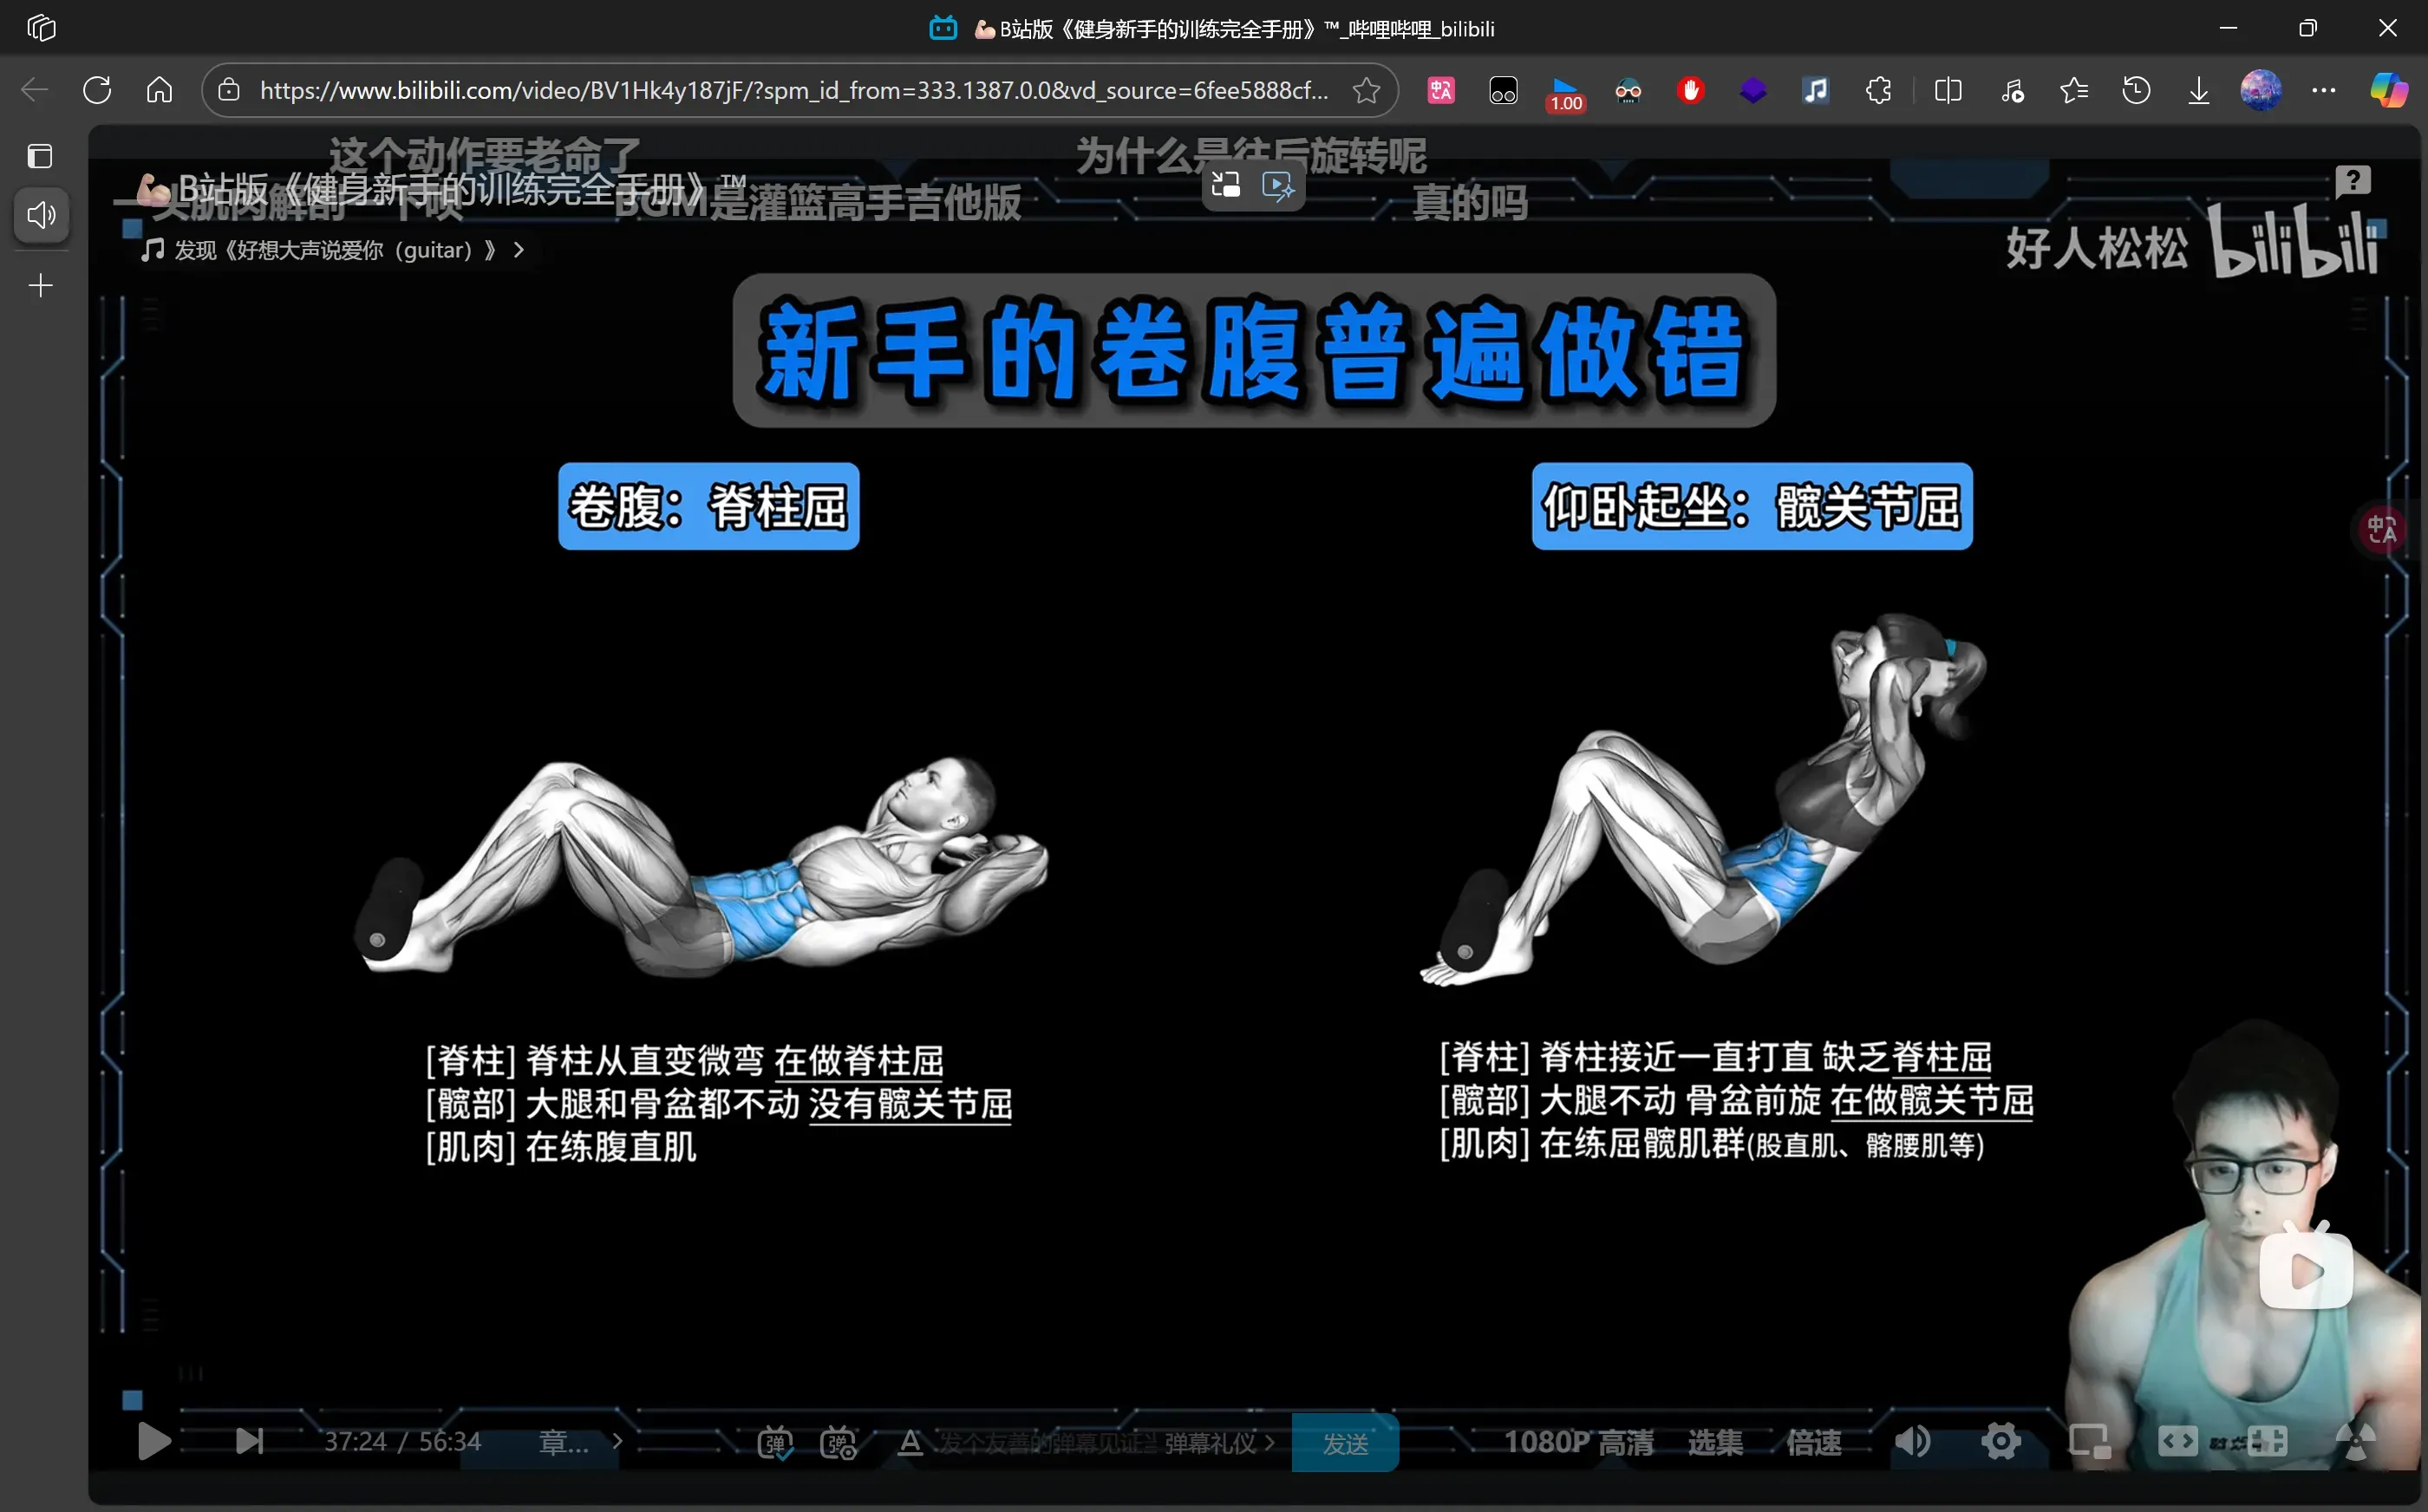 B站版《健身新手的训练完全手册》™_哔哩哔哩_bilibili
https://www.bilibili.com/video/BV1Hk4y187jF/?spm_id_from=333.1387.0.0&vd_source=6fee5888cf...
1.00
这个动作要老命了
为什么是往后旋转呢
B站版《健身新手的训练完全手册》™
BGM是灌篮高手吉他版
真的吗
发现《好想大声说爱你（guitar）》
好人松松 bilibili
新手的卷腹普遍做错
卷腹：脊柱屈
仰卧起坐：髋关节屈
[脊柱] 脊柱从直变微弯 在做脊柱屈
[髋部] 大腿和骨盆都不动 没有髋关节屈
[肌肉] 在练腹直肌
[脊柱] 脊柱接近一直打直 缺乏脊柱屈
[髋部] 大腿不动 骨盆前旋 在做髋关节屈
[肌肉] 在练屈髋肌群(股直肌、髂腰肌等)
37:24 / 56:34
章...
发个友善的弹幕见证当
弹幕礼仪
发送
1080P 高清
选集
倍速